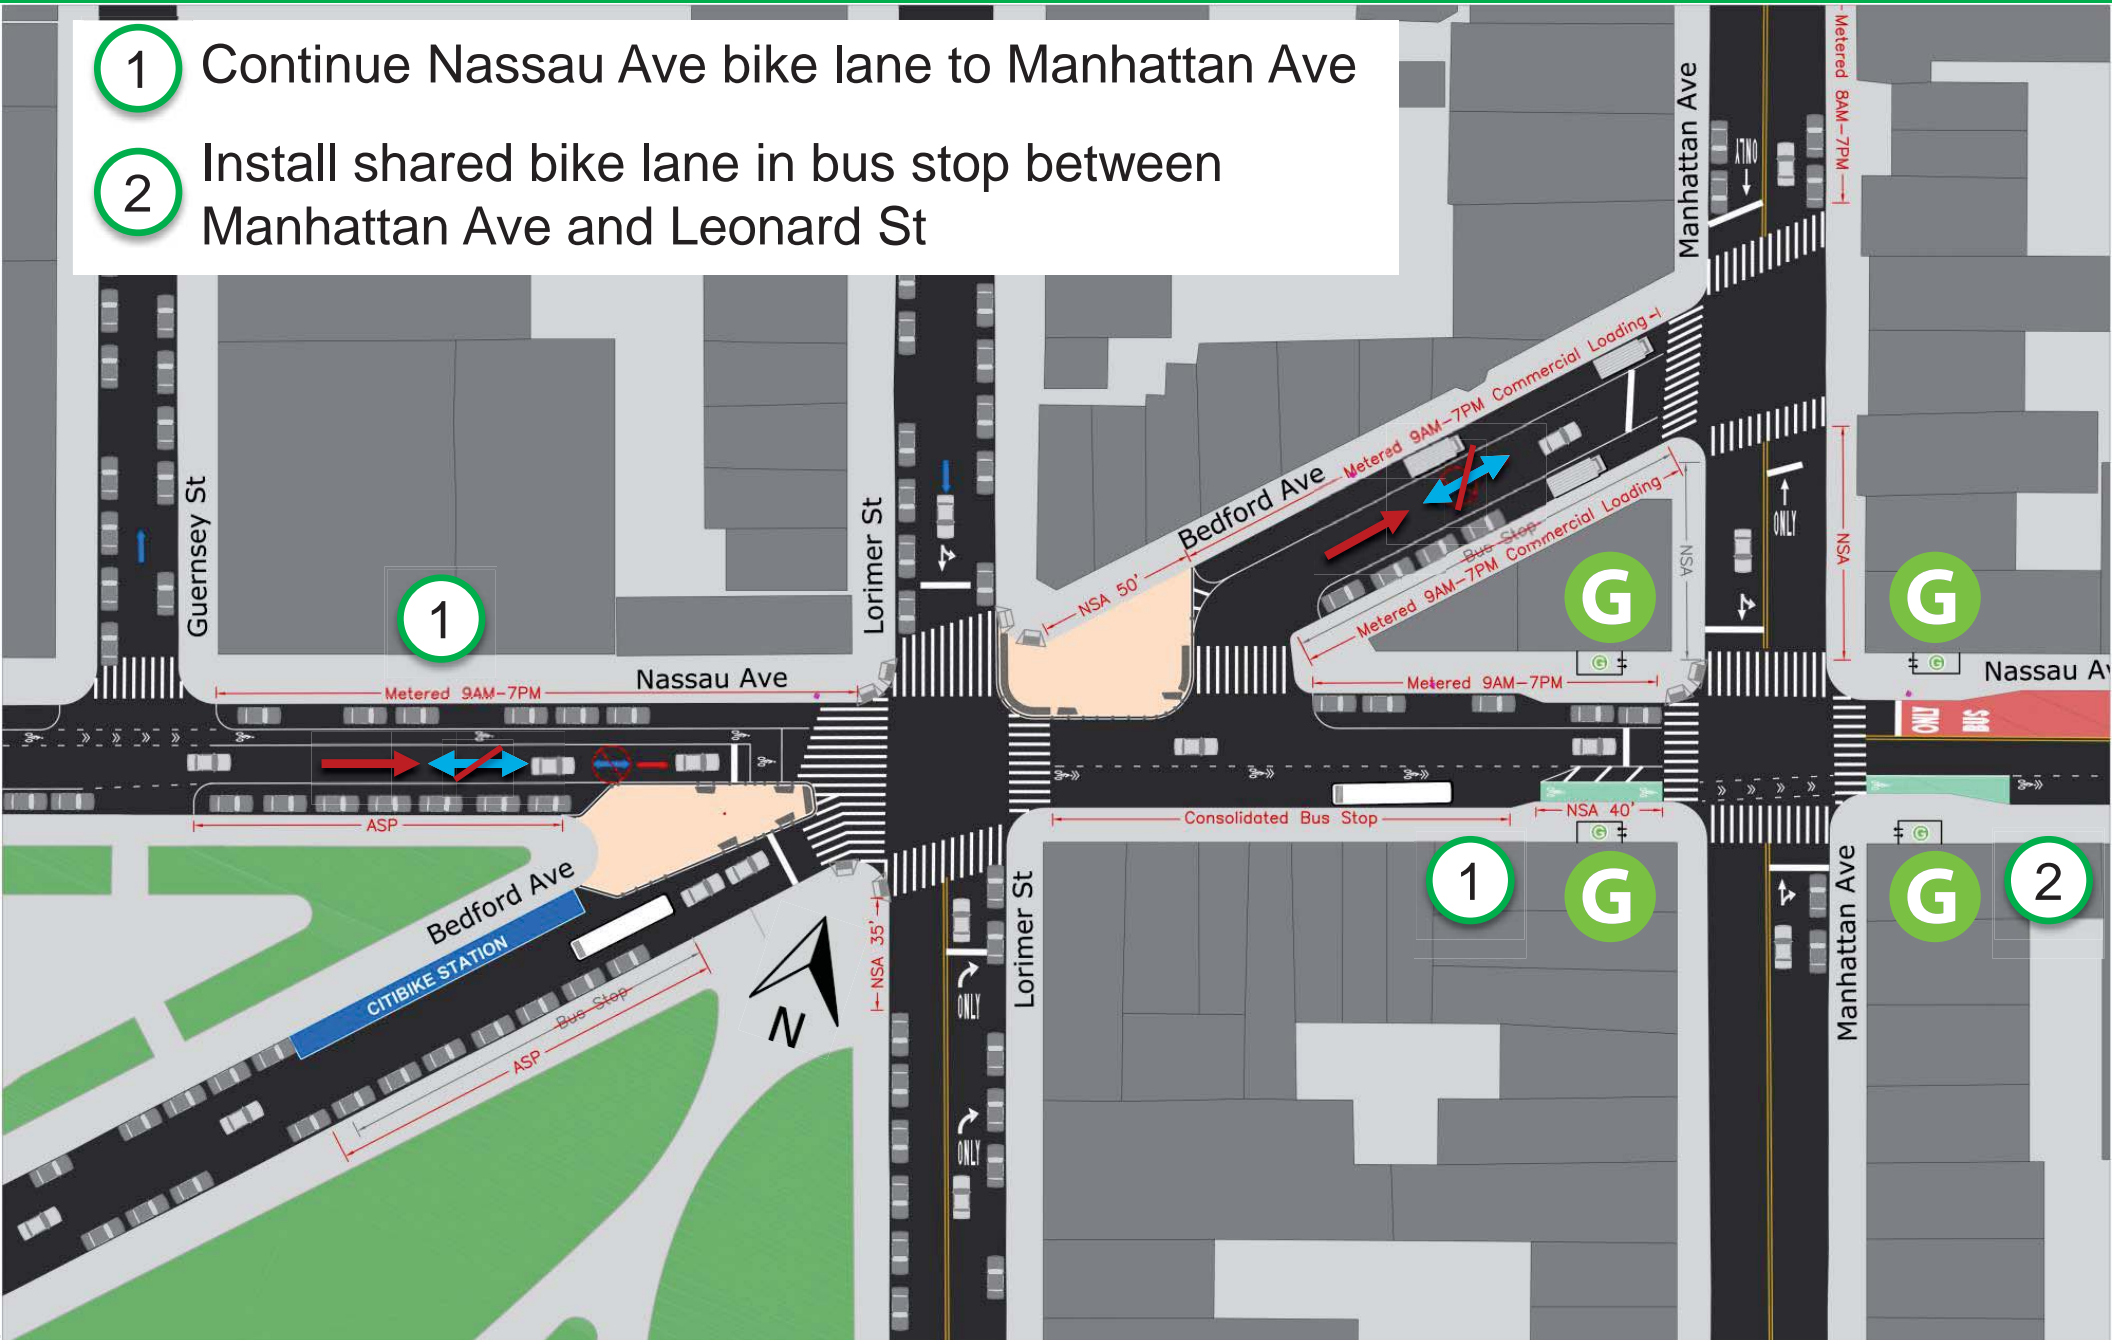 1 Continue Nassau Ave bike lane to Manhattan Ave
2 Install shared bike lane in bus stop between
Manhattan Ave and Leonard St
Manhattan Ave
Metered 8AM-7PM
ONLY
Metered 9AM-7PM Commercial Loading
Bedford Ave
Guernsey St
Lorimer St
ONLY
NSA
NSA
Bus Stop
Metered 9AM-7PM Commercial Loading
NSA 50'
G
G
1
G
G
Nassau Ave
Metered 9AM-7PM
Metered 9AM-7PM
Nassau Av
ONLY
BUS
ASP
Consolidated Bus Stop
NSA 40'
G
G
1
G
G
2
Bedford Ave
CITIBIKE STATION
NSA 35'
Lorimer St
Manhattan Ave
ONLY
Bus Stop
ASP
N
ONLY